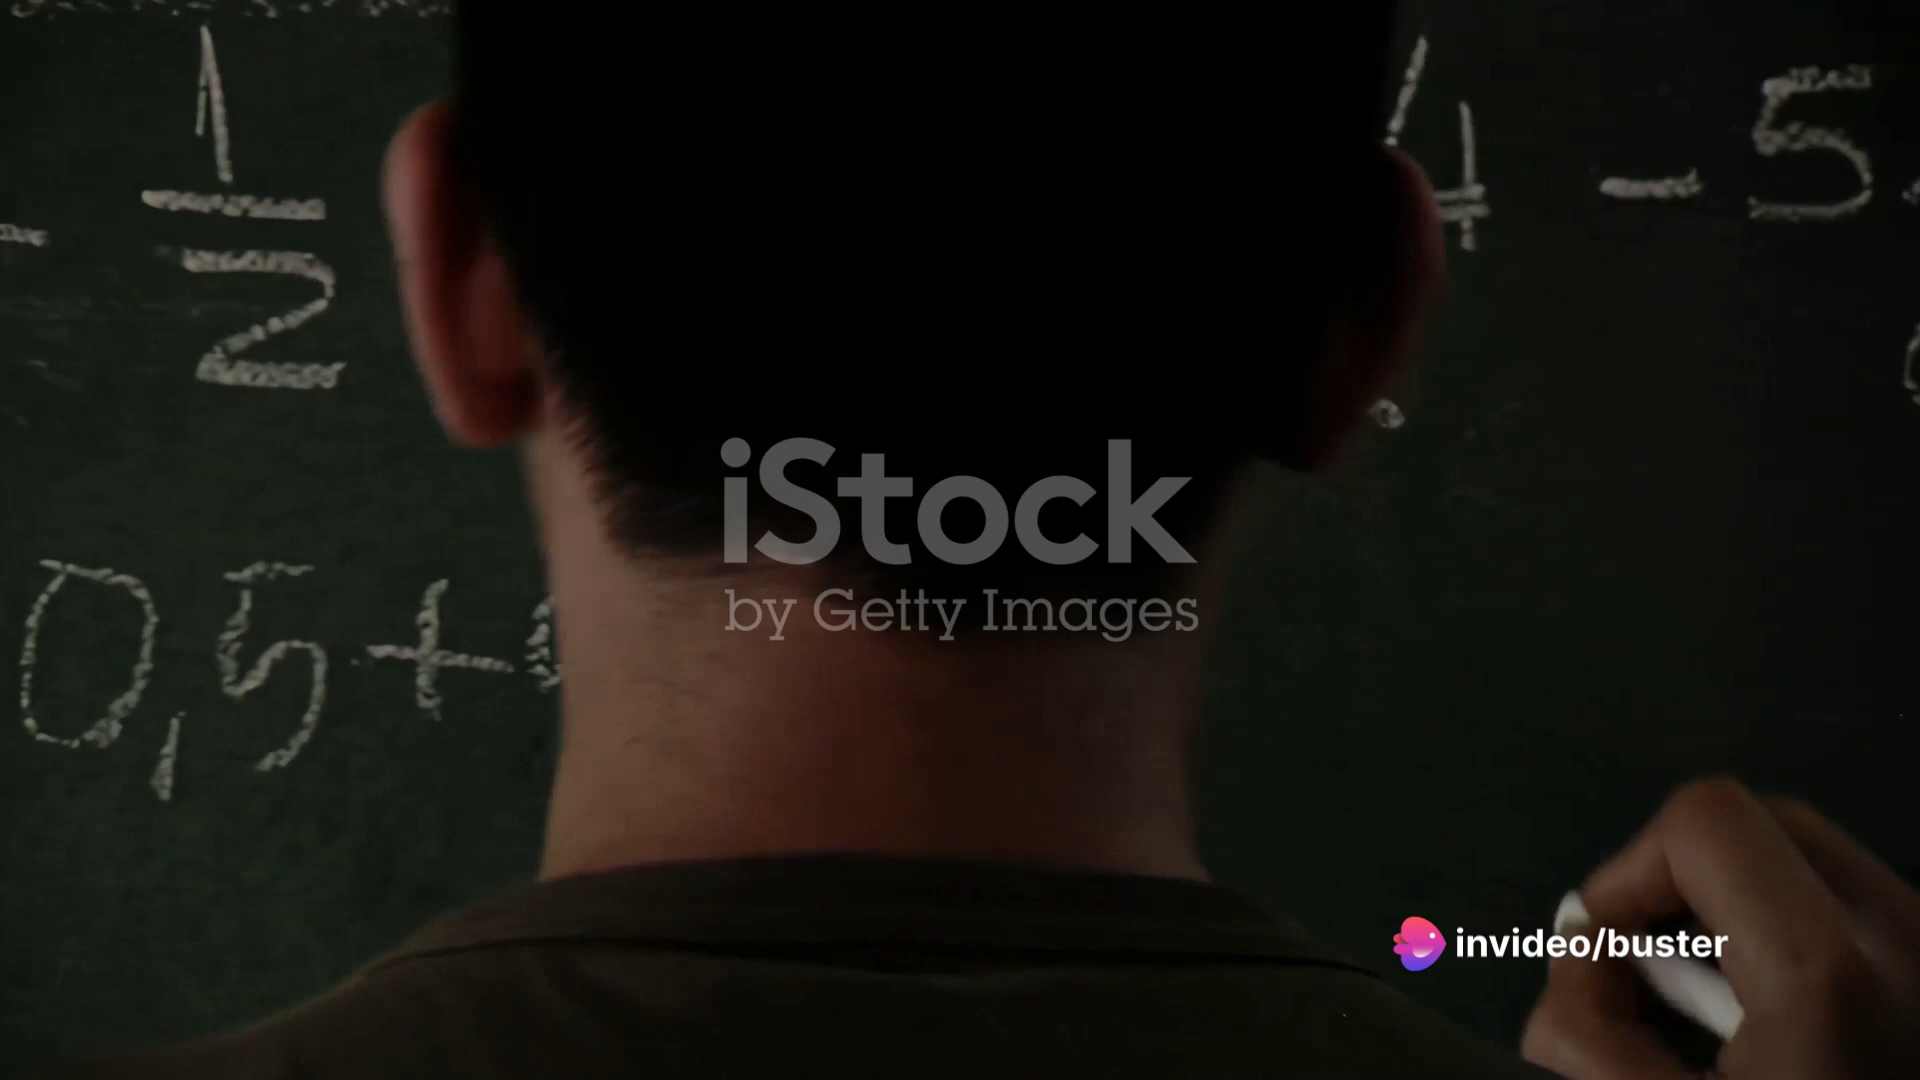 - 1/2
4 - 5
0,5+
iStock
by Getty Images
invideo/buster